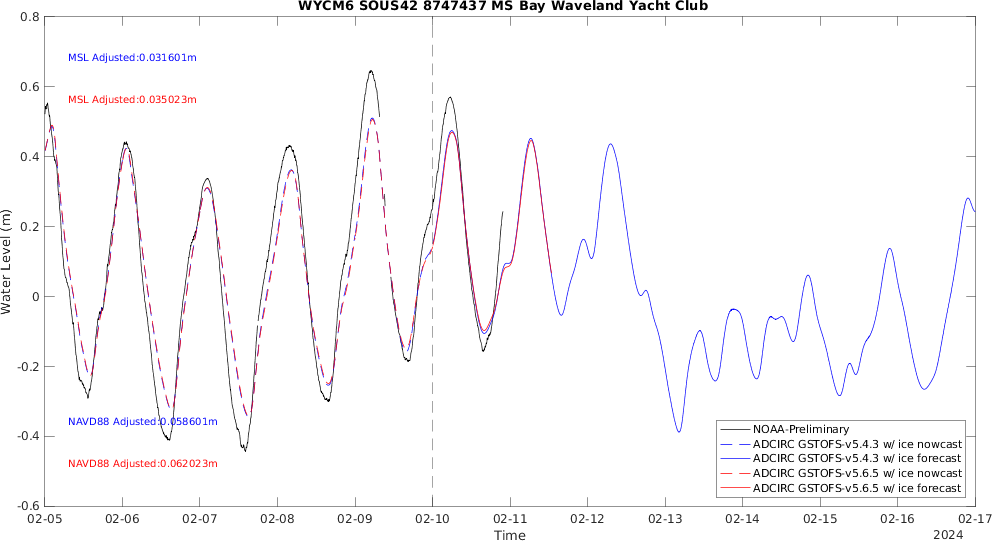 WYCM6 SOUS42 8747437 MS Bay Waveland Yacht Club
0.8
0.6
0.4
0.2
0
-0.2
-0.4
-0.6
Water Level (m)
MSL Adjusted:0.031601m
MSL Adjusted:0.035023m
NAVD88 Adjusted:0.058601m
NAVD88 Adjusted:0.062023m
NOAA-Preliminary
ADCIRC GSTOFS-v5.4.3 w/ ice nowcast
ADCIRC GSTOFS-v5.4.3 w/ ice forecast
ADCIRC GSTOFS-v5.6.5 w/ ice nowcast
ADCIRC GSTOFS-v5.6.5 w/ ice forecast
02-05 02-06 02-07 02-08 02-09 02-10 02-11 02-12 02-13 02-14 02-15 02-16 02-17
Time
2024